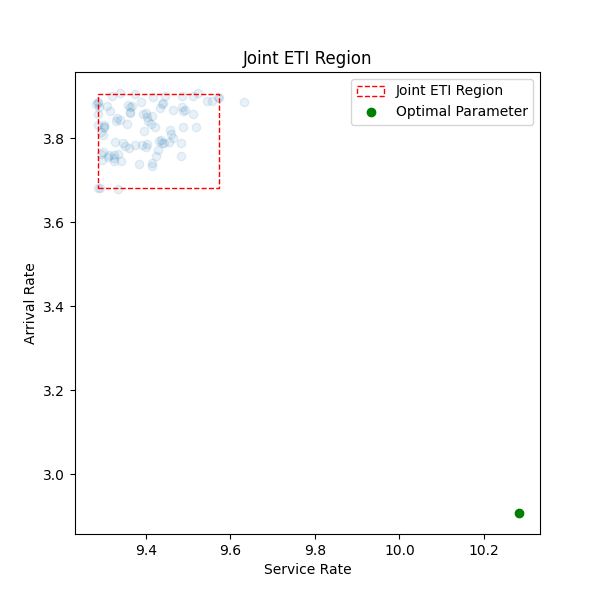 Joint ETI Region
Joint ETI Region
Optimal Parameter
3.8
3.6
3.4
3.2
3.0
Arrival Rate
9.4 9.6 9.8 10.0 10.2
Service Rate